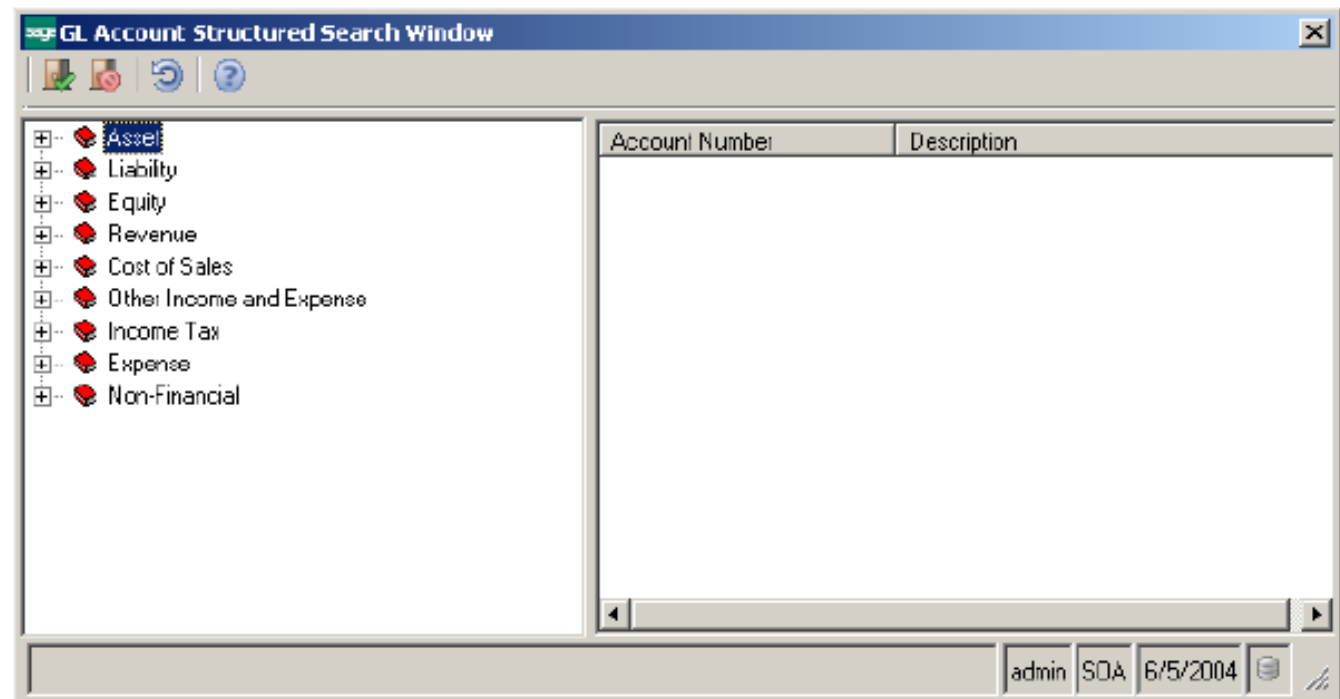 sage GL Account Structured Search Window
Asset
Liability
Equity
Revenue
Cost of Sales
Other Income and Expense
Income Tax
Expense
Non-Financial
Account Number Description
admin SOA 6/5/2004